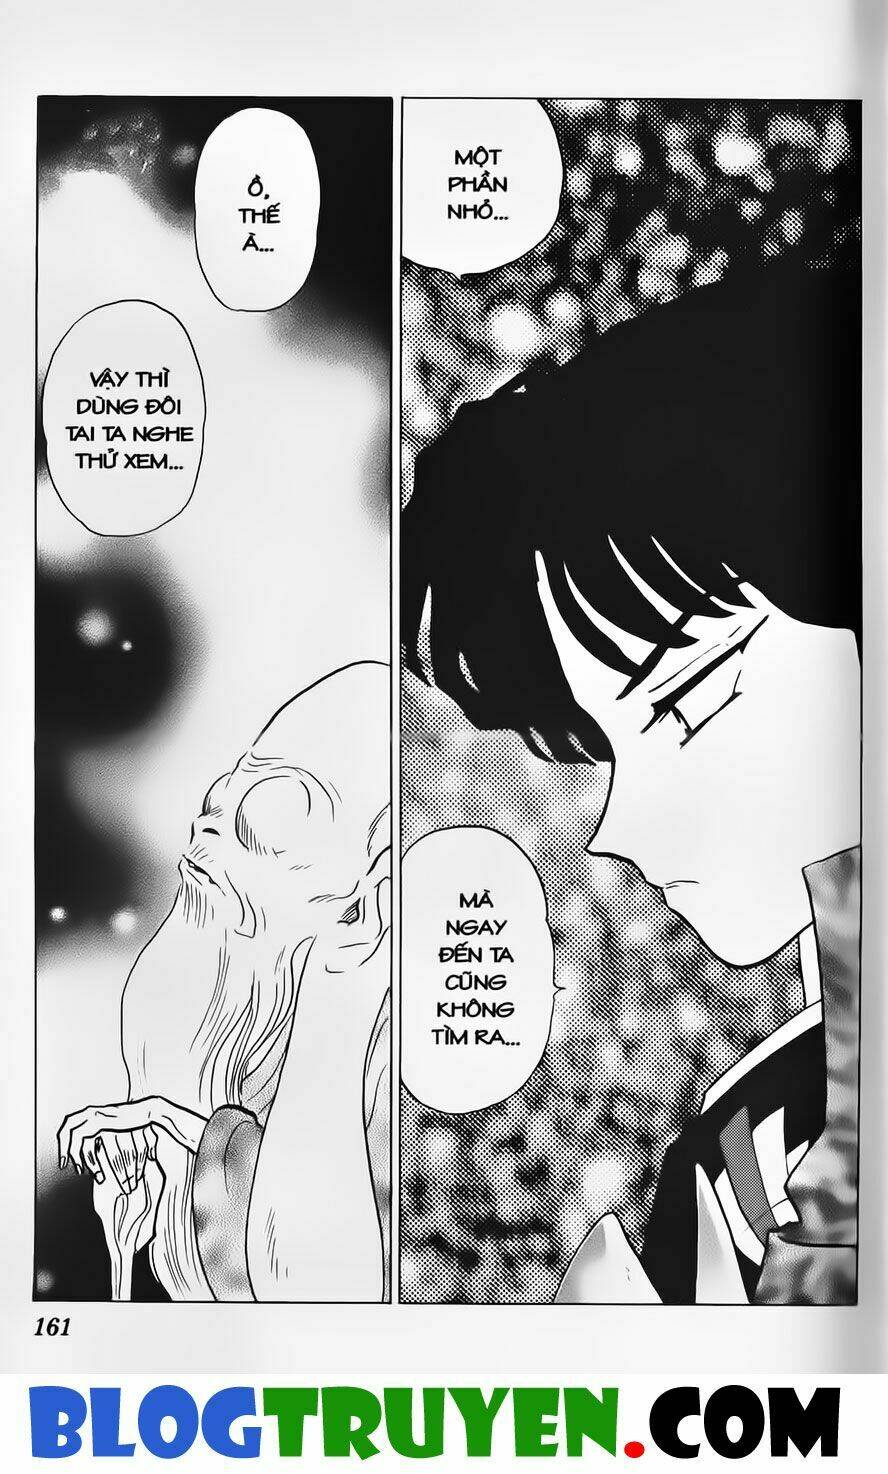 MỘT
PHẦN
NHỎ...
MÀ
NGAY
ĐẾN TA
CŨNG
KHÔNG
TÌM RA...
Ồ,
THẾ
À...
VẬY THÌ
DÙNG ĐÔI
TAI TA NGHE
THỬ XEM...
161
BLOGTRUYEN.COM